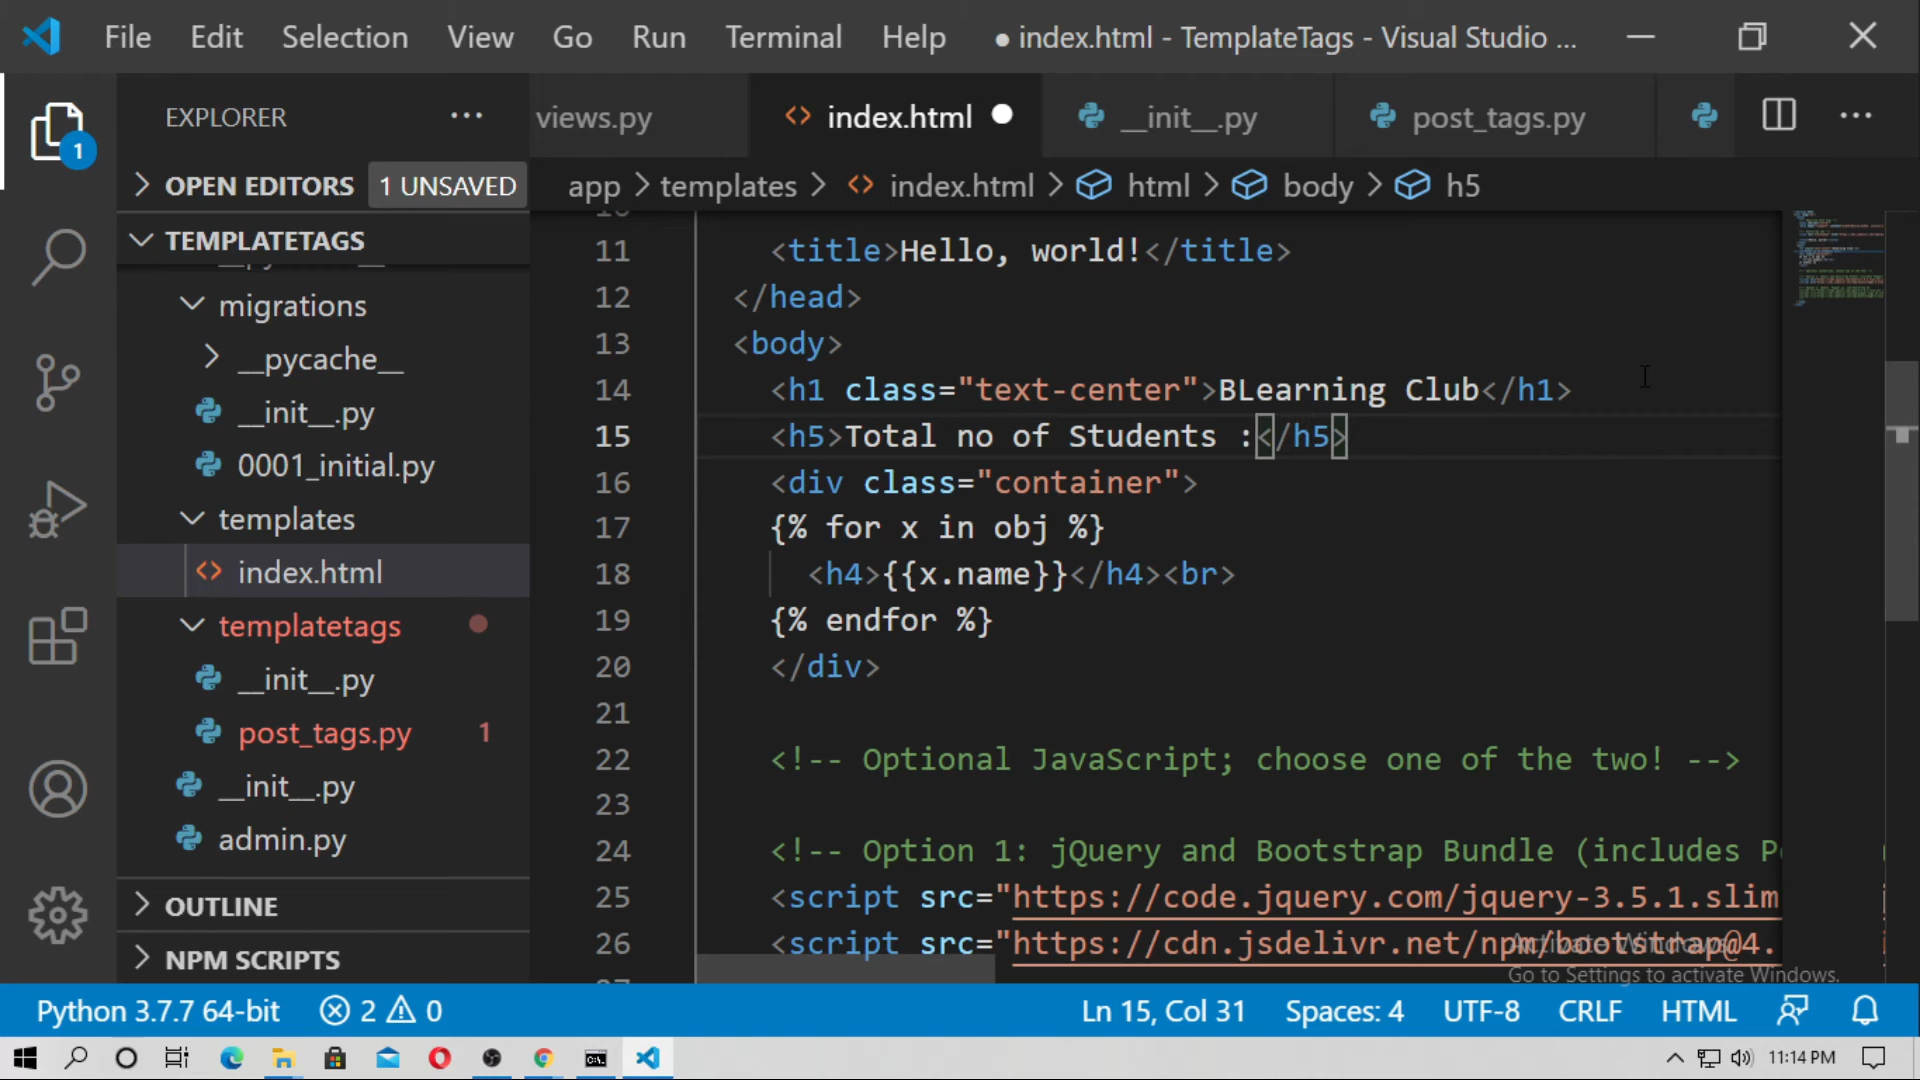 File Edit Selection View Go Run Terminal Help ● index.html - TemplateTags - Visual Studio ...
EXPLORER ...
views.py index.html __init__.py post_tags.py ...
OPEN EDITORS 1 UNSAVED
app > templates > index.html > html > body > h5
TEMPLATETAGS
migrations
__pycache__
__init__.py
0001_initial.py
templates
index.html
templatetags
__init__.py
post_tags.py 1
__init__.py
admin.py
OUTLINE
NPM SCRIPTS
1
11 <title>Hello, world!</title>
12 </head>
13 <body>
14 <h1 class="text-center">BLearning Club</h1>
15 <h5>Total no of Students :</h5>
16 <div class="container">
17 {% for x in obj %}
18 <h4>{{x.name}}</h4><br>
19 {% endfor %}
20 </div>
21
22 <!-- Optional JavaScript; choose one of the two! -->
23
24 <!-- Option 1: jQuery and Bootstrap Bundle (includes
25 <script src="https://code.jquery.com/jquery-3.5.1.slim
26 <script src="https://cdn.jsdelivr.net/npm/bootstrap@4.
Activate Windows
Go to Settings to activate Windows.
Python 3.7.7 64-bit 2 0 Ln 15, Col 31 Spaces: 4 UTF-8 CRLF HTML
11:14 PM